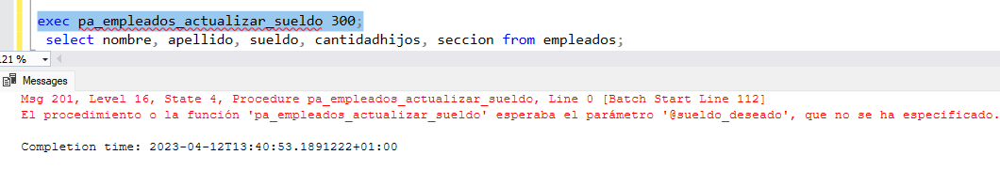 exec pa_empleados_actualizar_sueldo 300;
select nombre, apellido, sueldo, cantidadhijos, seccion from empleados;
121 %
Messages
Msg 201, Level 16, State 4, Procedure pa_empleados_actualizar_sueldo, Line 0 [Batch Start Line 112]
El procedimiento o la función 'pa_empleados_actualizar_sueldo' esperaba el parámetro '@sueldo_deseado', que no se ha especificado.
Completion time: 2023-04-12T13:40:53.1891222+01:00